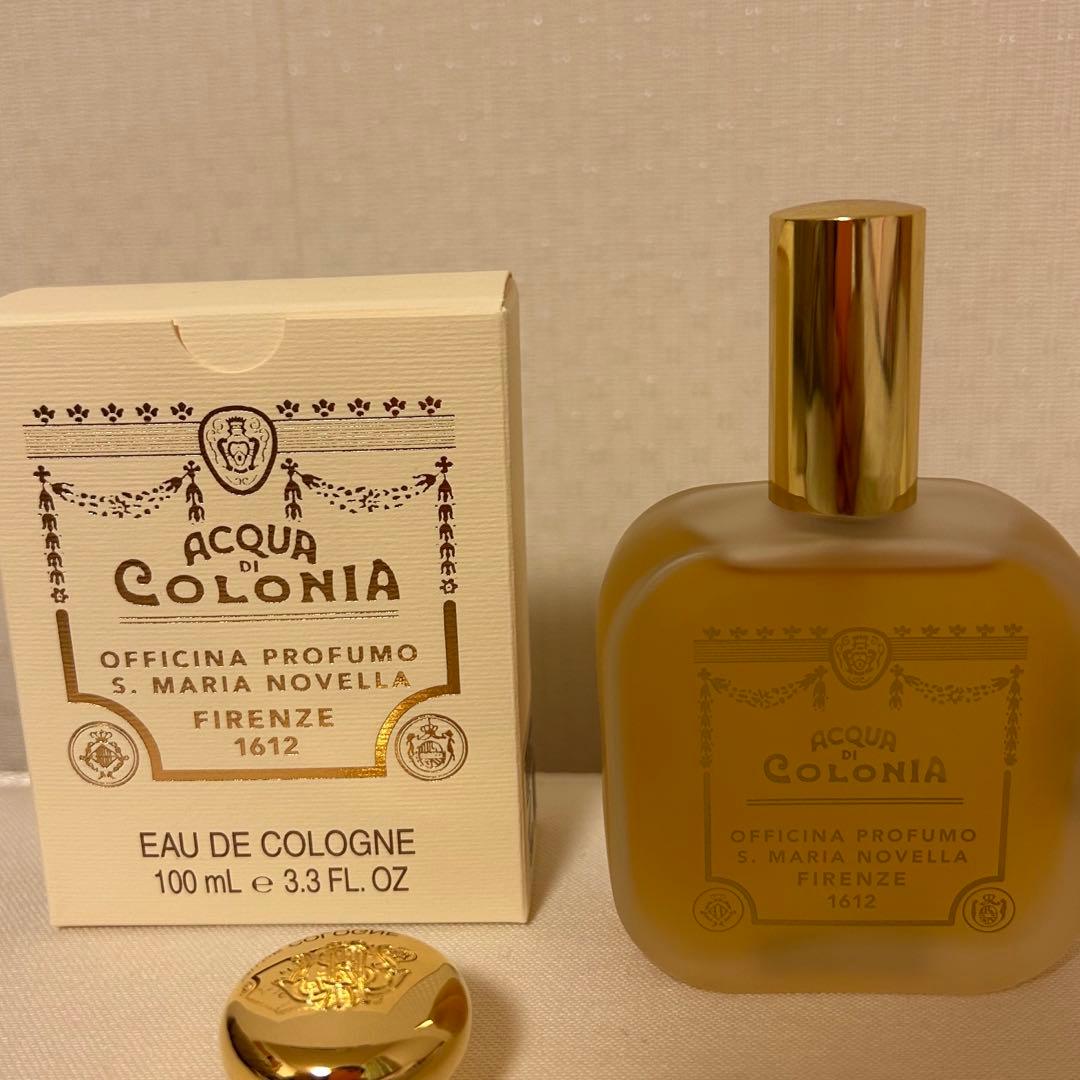 ACQUA
DI
COLONIA
OFFICINA PROFUMO
S. MARIA NOVELLA
FIRENZE
1612
EAU DE COLOGNE
100 mL e 3.3 FL. OZ
ACQUA
DI
COLONIA
OFFICINA PROFUMO
S. MARIA NOVELLA
FIRENZE
1612
COLOGNE